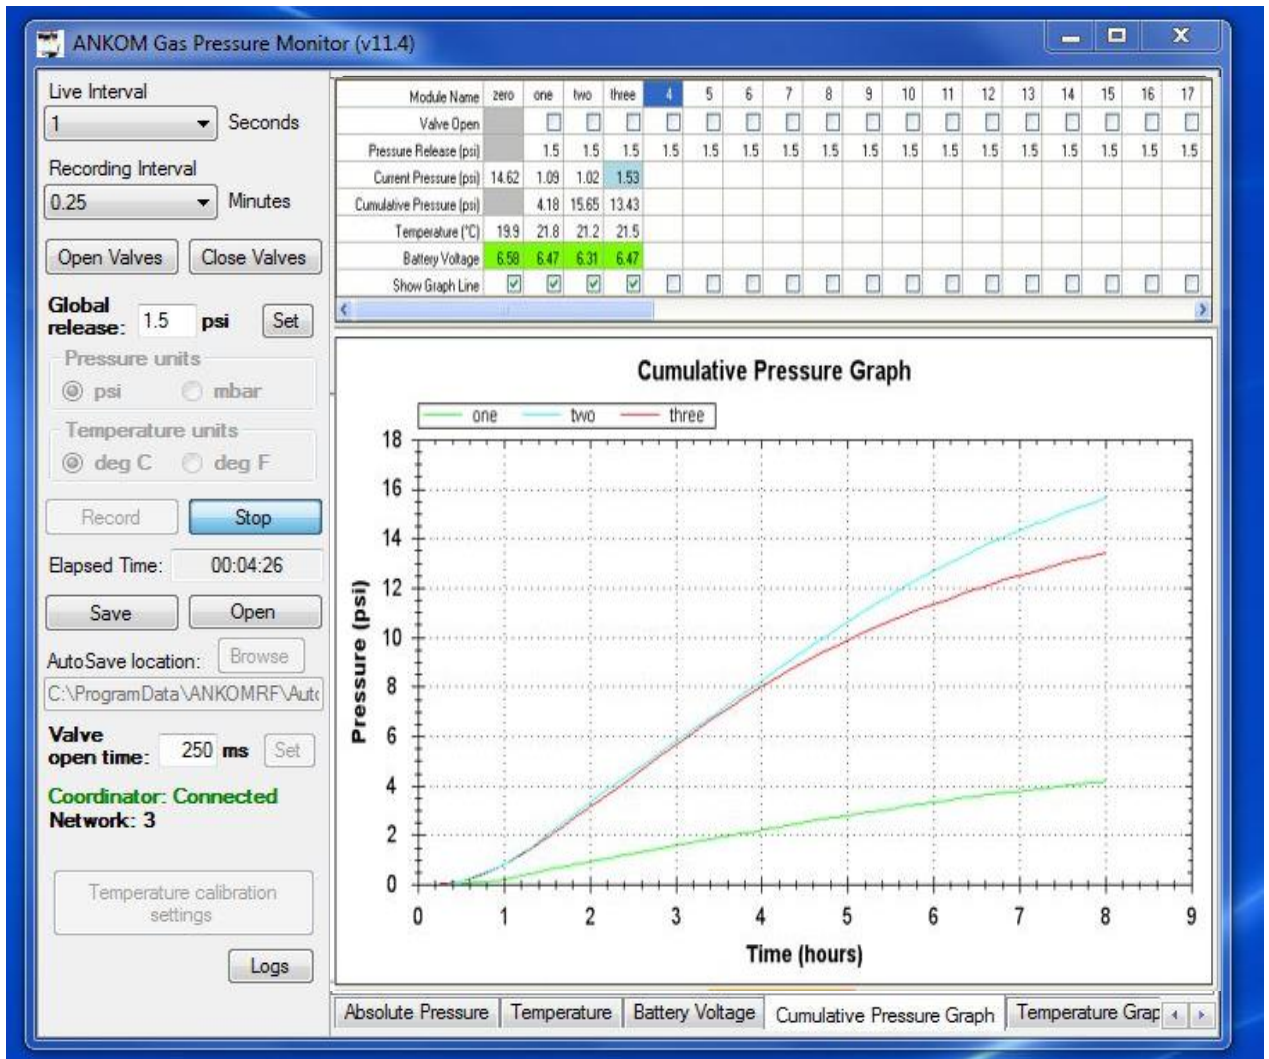 ANKOM Gas Pressure Monitor (v11.4)
Live Interval
1 Seconds
Recording Interval
0.25 Minutes
Open Valves Close Valves
Global
release: 1.5 psi Set
Pressure units
psi mbar
Temperature units
deg C deg F
Record Stop
Elapsed Time: 00:04:26
Save Open
AutoSave location: Browse
C:\ProgramData\ANKOMRF\Auto
Valve
open time: 250 ms Set
Coordinator: Connected
Network: 3
Temperature calibration
settings
Logs
Module Name zero one two three 4 5 6 7 8 9 10 11 12 13 14 15 16 17
Valve Open
Pressure Release (psi) 1.5 1.5 1.5 1.5 1.5 1.5 1.5 1.5 1.5 1.5 1.5 1.5 1.5 1.5 1.5 1.5 1.5
Current Pressure (psi) 14.62 1.09 1.02 1.53
Cumulative Pressure (psi) 4.18 15.65 13.43
Temperature (°C) 19.9 21.8 21.2 21.5
Battery Voltage 6.58 6.47 6.31 6.47
Show Graph Line
Cumulative Pressure Graph
one two three
18
16
14
12
10
8
6
4
2
0
Pressure (psi)
0 1 2 3 4 5 6 7 8 9
Time (hours)
Absolute Pressure Temperature Battery Voltage Cumulative Pressure Graph Temperature Grap